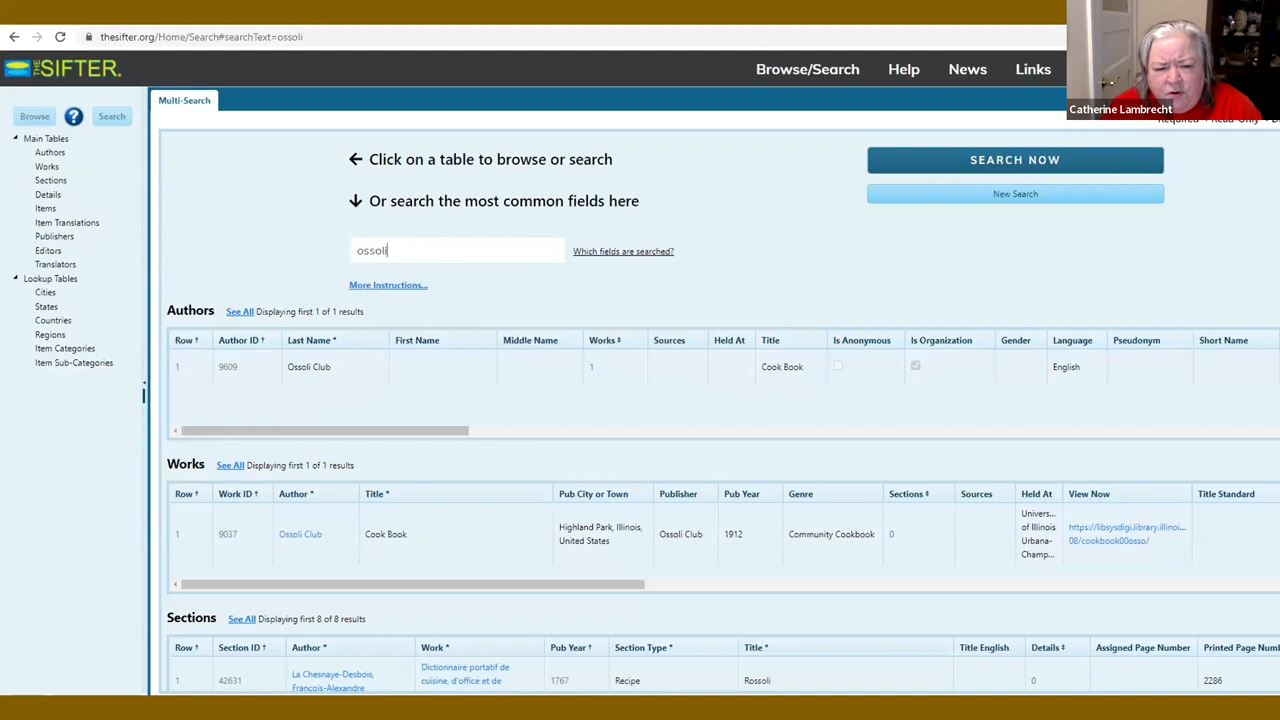 thesifter.org/Home/Search#searchText=ossoli
THE SIFTER.
Browse/Search Help News Links
Catherine Lambrecht
Browse ? Search
Main Tables
Authors
Works
Sections
Details
Items
Item Translations
Publishers
Editors
Translators
Lookup Tables
Cities
States
Countries
Regions
Item Categories
Item Sub-Categories
Multi-Search
Click on a table to browse or search
Or search the most common fields here
SEARCH NOW
New Search
ossoli
Which fields are searched?
More Instructions...
Authors See All Displaying first 1 of 1 results
Row ↑ Author ID ↑ Last Name * First Name Middle Name Works ⇕ Sources Held At Title Is Anonymous Is Organization Gender Language Pseudonym Short Name
1 9609 Ossoli Club 1 Cook Book English
Works See All Displaying first 1 of 1 results
Row ↑ Work ID ↑ Author * Title * Pub City or Town Publisher Pub Year Genre Sections ⇕ Sources Held At View Now Title Standard
1 9037 Ossoli Club Cook Book Highland Park, Illinois, United States Ossoli Club 1912 Community Cookbook 0 Univers... of Illinois Urbana-Champ... https://libsysdigi.library.illinoi... 08/cookbook00osso/
Sections See All Displaying first 8 of 8 results
Row ↑ Section ID ↑ Author * Work * Pub Year ↑ Section Type * Title * Title English Details ⇕ Assigned Page Number Printed Page Num
1 42631 La Chesnaye-Desbois, François-Alexandre Dictionnaire portatif de cuisine, d'office et de 1767 Recipe Rossoli 0 2286